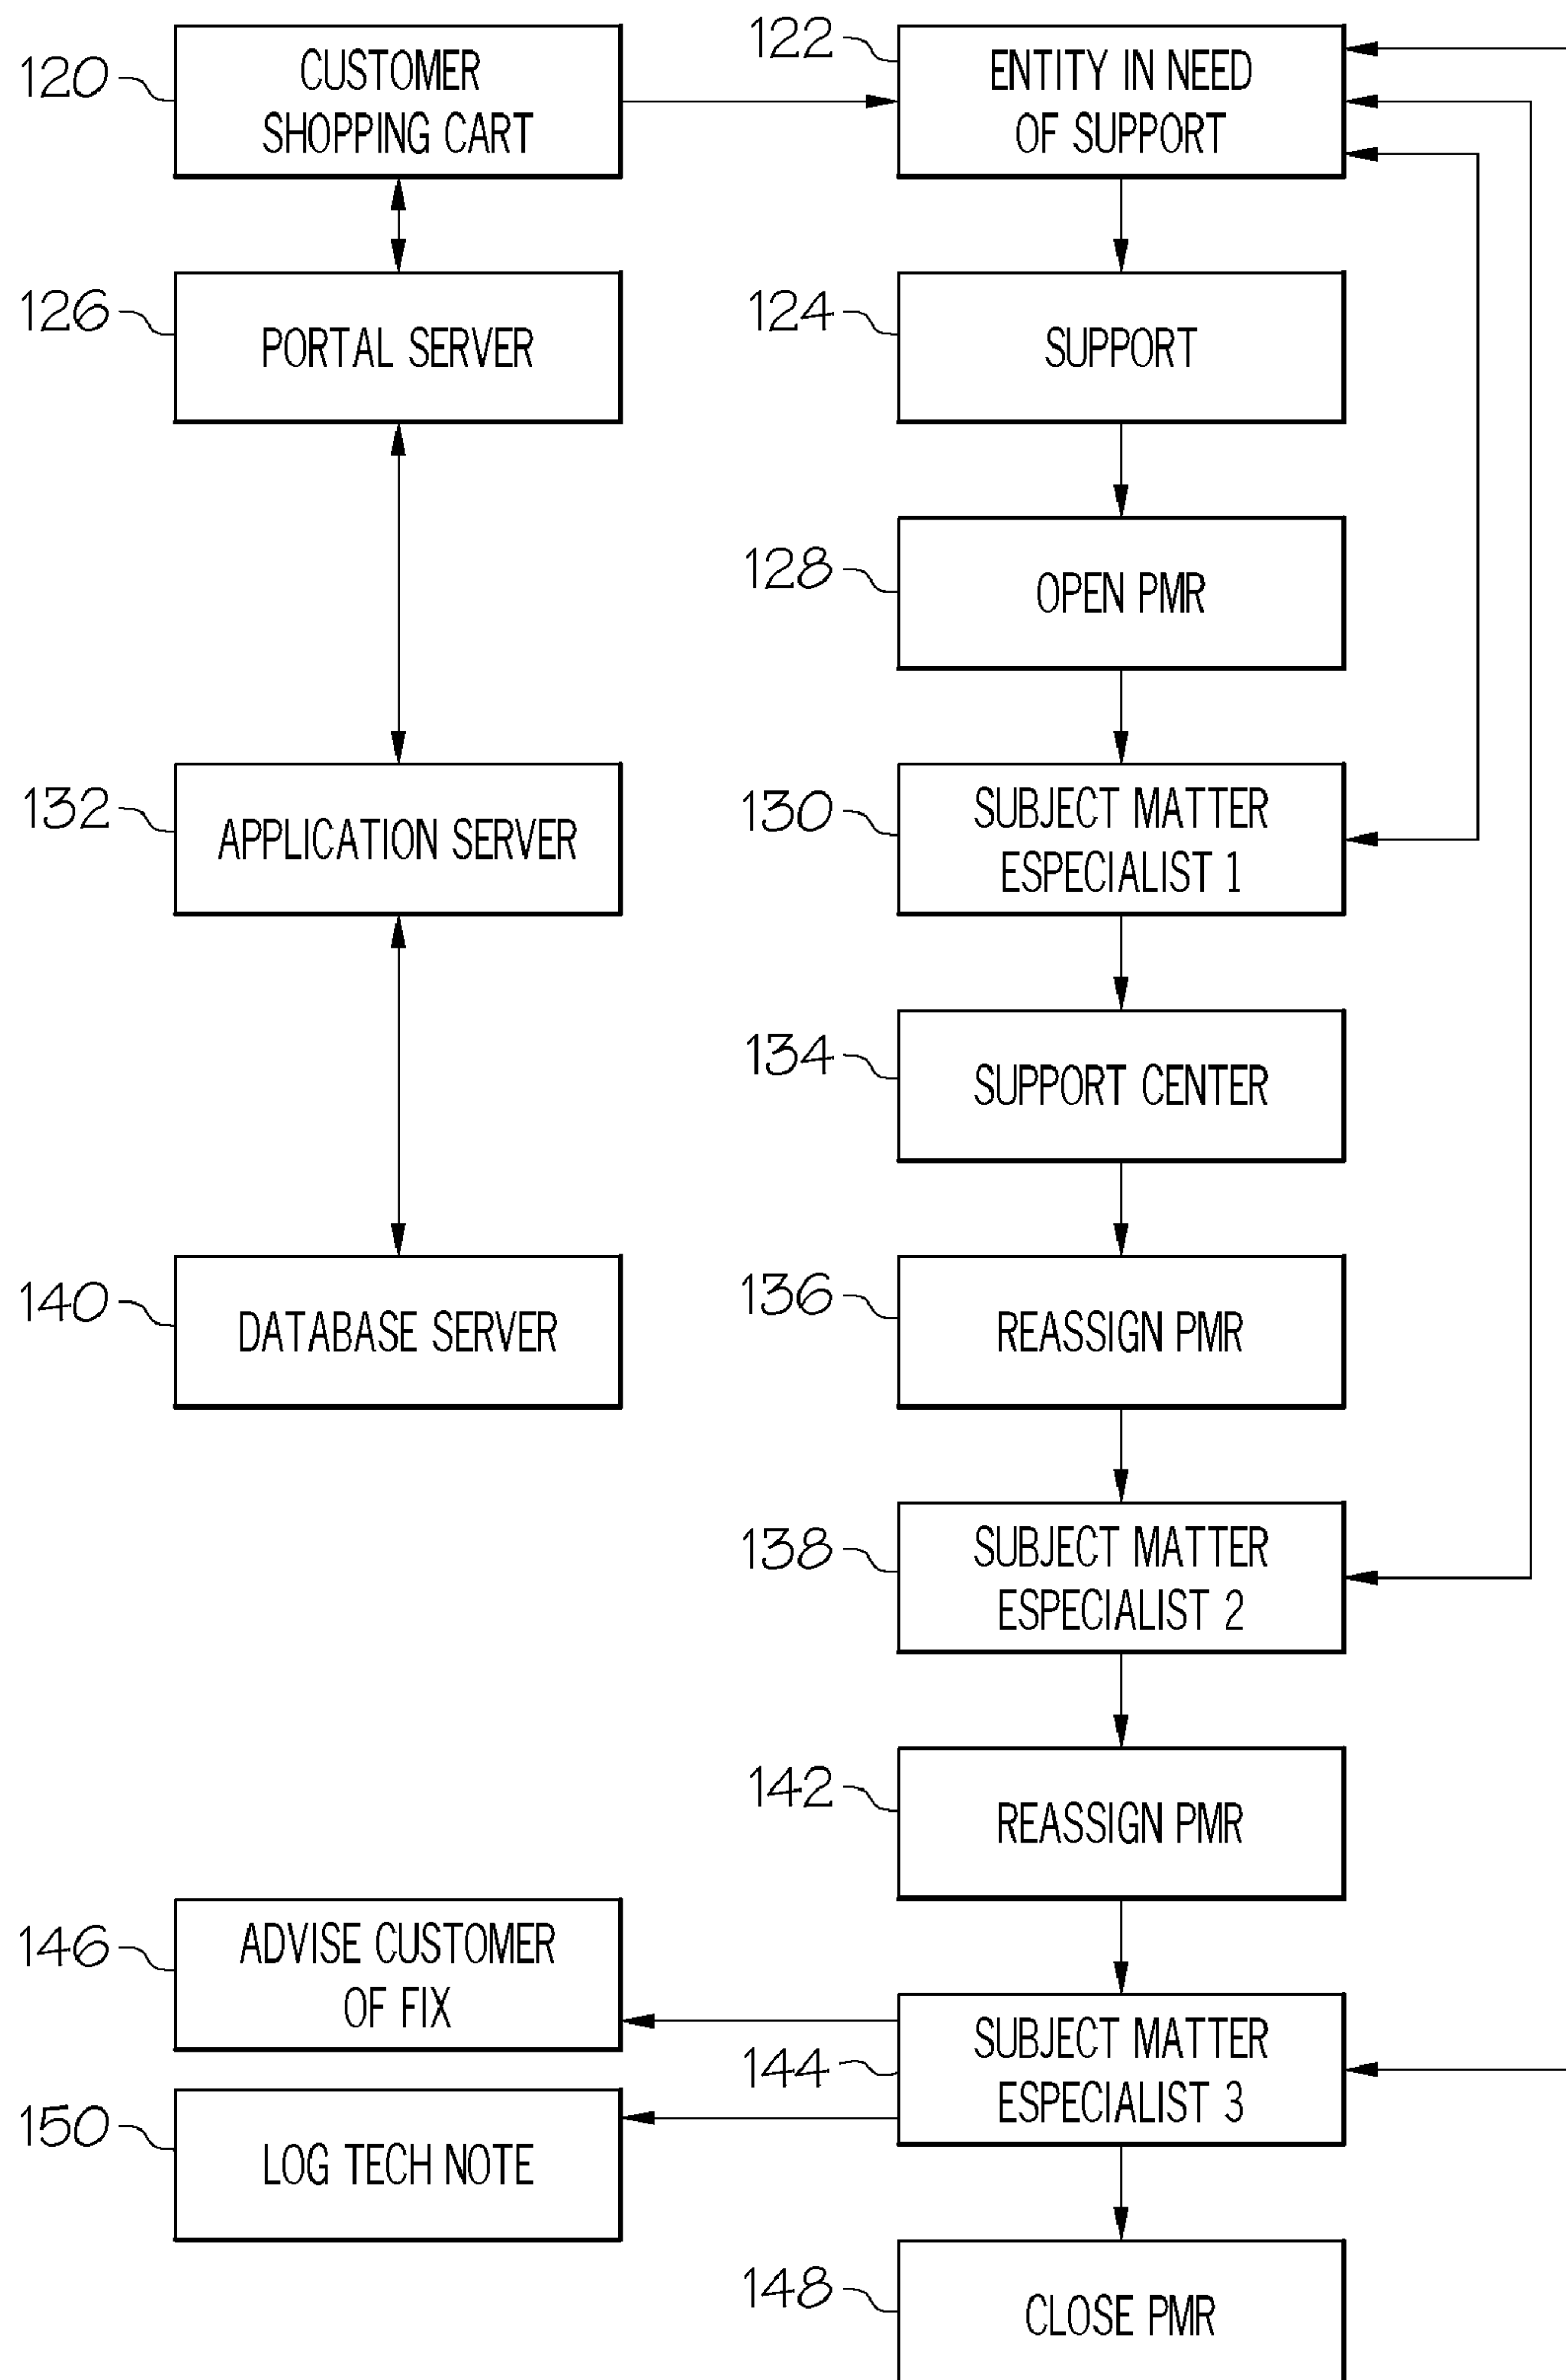 120
CUSTOMER
SHOPPING CART
122
ENTITY IN NEED
OF SUPPORT
126
PORTAL SERVER
124
SUPPORT
128
OPEN PMR
132
APPLICATION SERVER
130
SUBJECT MATTER
ESPECIALIST 1
134
SUPPORT CENTER
140
DATABASE SERVER
136
REASSIGN PMR
138
SUBJECT MATTER
ESPECIALIST 2
142
REASSIGN PMR
146
ADVISE CUSTOMER
OF FIX
144
SUBJECT MATTER
ESPECIALIST 3
150
LOG TECH NOTE
148
CLOSE PMR